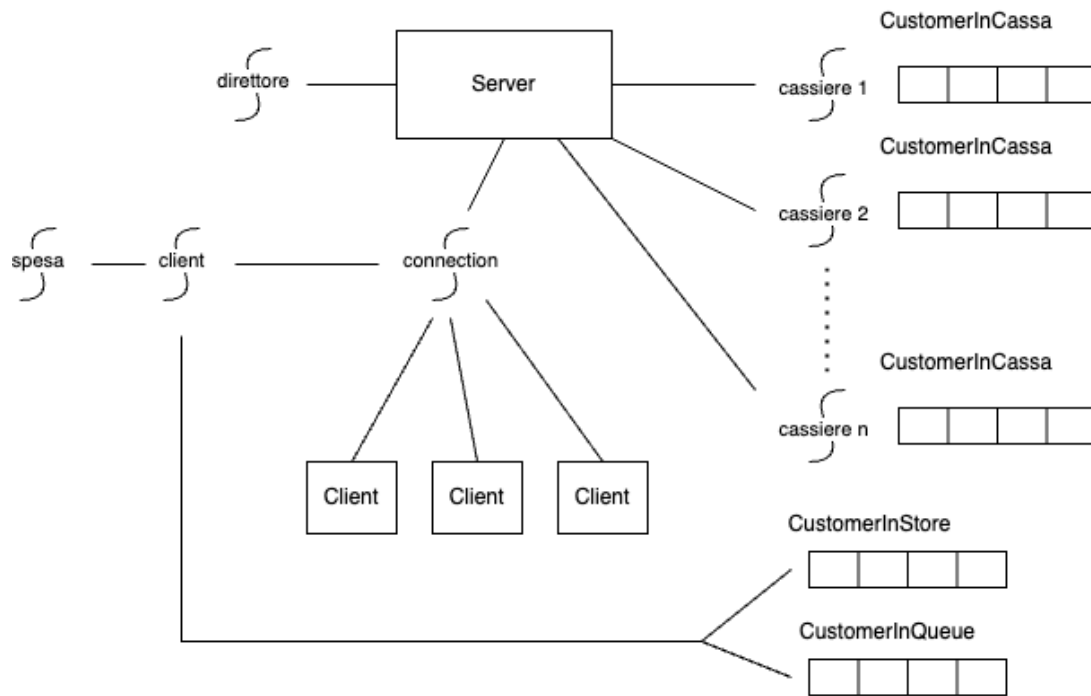 CustomerInCassa
direttore
Server
cassiere 1
CustomerInCassa
cassiere 2
spesa
client
connection
CustomerInCassa
cassiere n
Client
Client
Client
CustomerInStore
CustomerInQueue